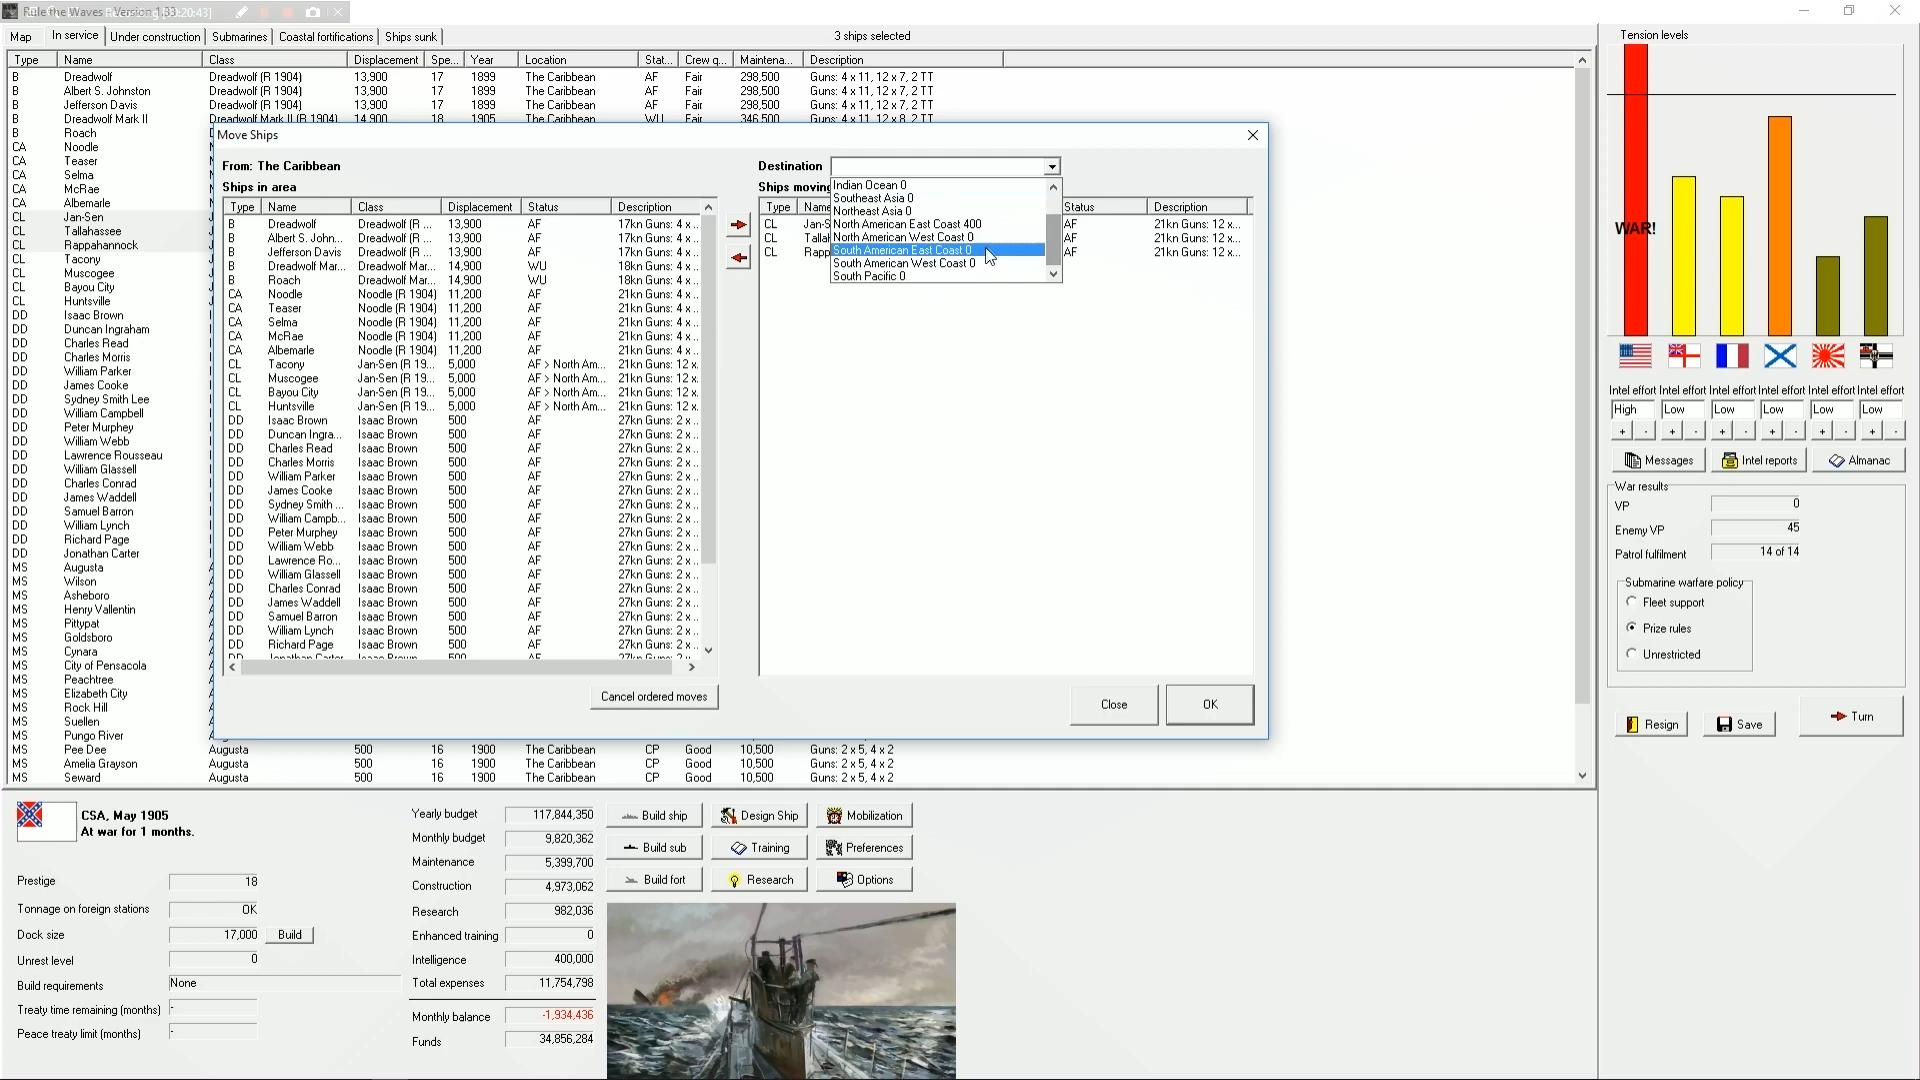 Rule the Waves Version 1.33 Recording [00:20:43]
Map In service Under construction Submarines Coastal fortifications Ships sunk 3 ships selected
Type Name Class Displacement Spe... Year Location Stat... Crew q... Maintena... Description
B Dreadwolf Dreadwolf (R 1904) 13,900 17 1899 The Caribbean AF Fair 298,500 Guns: 4 x 11, 12 x 7, 2 TT
B Albert S. Johnston Dreadwolf (R 1904) 13,900 17 1899 The Caribbean AF Fair 298,500 Guns: 4 x 11, 12 x 7, 2 TT
B Jefferson Davis Dreadwolf (R 1904) 13,900 17 1899 The Caribbean AF Fair 298,500 Guns: 4 x 11, 12 x 7, 2 TT
B Dreadwolf Mark II Dreadwolf Mark II (R 1904) 14,900 18 1905 The Caribbean WU Fair 346,500 Guns: 4 x 11, 12 x 8, 2 TT
B Roach
CA Noodle
CA Teaser
CA Selma
CA McRae
CA Albemarle
CL Jan-Sen
CL Tallahassee
CL Rappahannock
CL Tacony
CL Muscogee
CL Bayou City
CL Huntsville
DD Isaac Brown
DD Duncan Ingraham
DD Charles Read
DD Charles Morris
DD William Parker
DD James Cooke
DD Sydney Smith Lee
DD William Campbell
DD Peter Murphey
DD William Webb
DD Lawrence Rousseau
DD William Glassell
DD Charles Conrad
DD James Waddell
DD Samuel Barron
DD William Lynch
DD Richard Page
DD Jonathan Carter
MS Augusta
MS Wilson
MS Asheboro
MS Henry Vallentin
MS Pittypat
MS Goldsboro
MS Cynara
MS City of Pensacola
MS Peachtree
MS Elizabeth City
MS Rock Hill
MS Suellen
MS Pungo River
MS Pee Dee Augusta 500 16 1900 The Caribbean CP Good 10,500 Guns: 2 x 5, 4 x 2
MS Amelia Grayson Augusta 500 16 1900 The Caribbean CP Good 10,500 Guns: 2 x 5, 4 x 2
MS Seward Augusta 500 16 1900 The Caribbean CP Good 10,500 Guns: 2 x 5, 4 x 2
Move Ships
From: The Caribbean
Ships in area
Type Name Class Displacement Status Description
B Dreadwolf Dreadwolf (R ... 13,900 AF 17kn Guns: 4 x ..
B Albert S. John... Dreadwolf (R ... 13,900 AF 17kn Guns: 4 x ..
B Jefferson Davis Dreadwolf (R ... 13,900 AF 17kn Guns: 4 x ..
B Dreadwolf Mar... Dreadwolf Mar... 14,900 WU 18kn Guns: 4 x ..
B Roach Dreadwolf Mar... 14,900 WU 18kn Guns: 4 x ..
CA Noodle Noodle (R 1904) 11,200 AF 21kn Guns: 4 x ..
CA Teaser Noodle (R 1904) 11,200 AF 21kn Guns: 4 x ..
CA Selma Noodle (R 1904) 11,200 AF 21kn Guns: 4 x ..
CA McRae Noodle (R 1904) 11,200 AF 21kn Guns: 4 x ..
CA Albemarle Noodle (R 1904) 11,200 AF 21kn Guns: 4 x ..
CL Tacony Jan-Sen (R 19... 5,000 AF > North Am... 21kn Guns: 12 x.
CL Muscogee Jan-Sen (R 19... 5,000 AF > North Am... 21kn Guns: 12 x.
CL Bayou City Jan-Sen (R 19... 5,000 AF > North Am... 21kn Guns: 12 x.
CL Huntsville Jan-Sen (R 19... 5,000 AF > North Am... 21kn Guns: 12 x.
DD Isaac Brown Isaac Brown 500 AF 27kn Guns: 2 x ..
DD Duncan Ingra... Isaac Brown 500 AF 27kn Guns: 2 x ..
DD Charles Read Isaac Brown 500 AF 27kn Guns: 2 x ..
DD Charles Morris Isaac Brown 500 AF 27kn Guns: 2 x ..
DD William Parker Isaac Brown 500 AF 27kn Guns: 2 x ..
DD James Cooke Isaac Brown 500 AF 27kn Guns: 2 x ..
DD Sydney Smith ... Isaac Brown 500 AF 27kn Guns: 2 x ..
DD William Campb... Isaac Brown 500 AF 27kn Guns: 2 x ..
DD Peter Murphey Isaac Brown 500 AF 27kn Guns: 2 x ..
DD William Webb Isaac Brown 500 AF 27kn Guns: 2 x ..
DD Lawrence Ro... Isaac Brown 500 AF 27kn Guns: 2 x ..
DD William Glassell Isaac Brown 500 AF 27kn Guns: 2 x ..
DD Charles Conrad Isaac Brown 500 AF 27kn Guns: 2 x ..
DD James Waddell Isaac Brown 500 AF 27kn Guns: 2 x ..
DD Samuel Barron Isaac Brown 500 AF 27kn Guns: 2 x ..
DD William Lynch Isaac Brown 500 AF 27kn Guns: 2 x ..
DD Richard Page Isaac Brown 500 AF 27kn Guns: 2 x ..
DD Jonathan Carter Isaac Brown 500 AF 27kn Guns: 2 x ..
Cancel ordered moves
Destination
Ships moving
Type Name Status Description
CL Jan-S AF 21kn Guns: 12 x...
CL Tallah AF 21kn Guns: 12 x...
CL Rapp AF 21kn Guns: 12 x...
Indian Ocean 0
Southeast Asia 0
Northeast Asia 0
North American East Coast 400
North American West Coast 0
South American East Coast 0
South American West Coast 0
South Pacific 0
Close OK
Tension levels
WAR!
Intel effort Intel effort Intel effort Intel effort Intel effort Intel effort
High Low Low Low Low Low
+ - + - + - + - + - + -
Messages Intel reports Almanac
War results
VP 0
Enemy VP 45
Patrol fulfilment 14 of 14
Submarine warfare policy
Fleet support
Prize rules
Unrestricted
Resign Save Turn
CSA, May 1905
At war for 1 months.
Prestige 18
Tonnage on foreign stations OK
Dock size 17,000 Build
Unrest level 0
Build requirements None
Treaty time remaining (months) -
Peace treaty limit (months) -
Yearly budget 117,844,350
Monthly budget 9,820,362
Maintenance 5,399,700
Construction 4,973,062
Research 982,036
Enhanced training 0
Intelligence 400,000
Total expenses 11,754,798
Monthly balance -1,934,436
Funds 34,856,284
Build ship Design Ship Mobilization
Build sub Training Preferences
Build fort Research Options